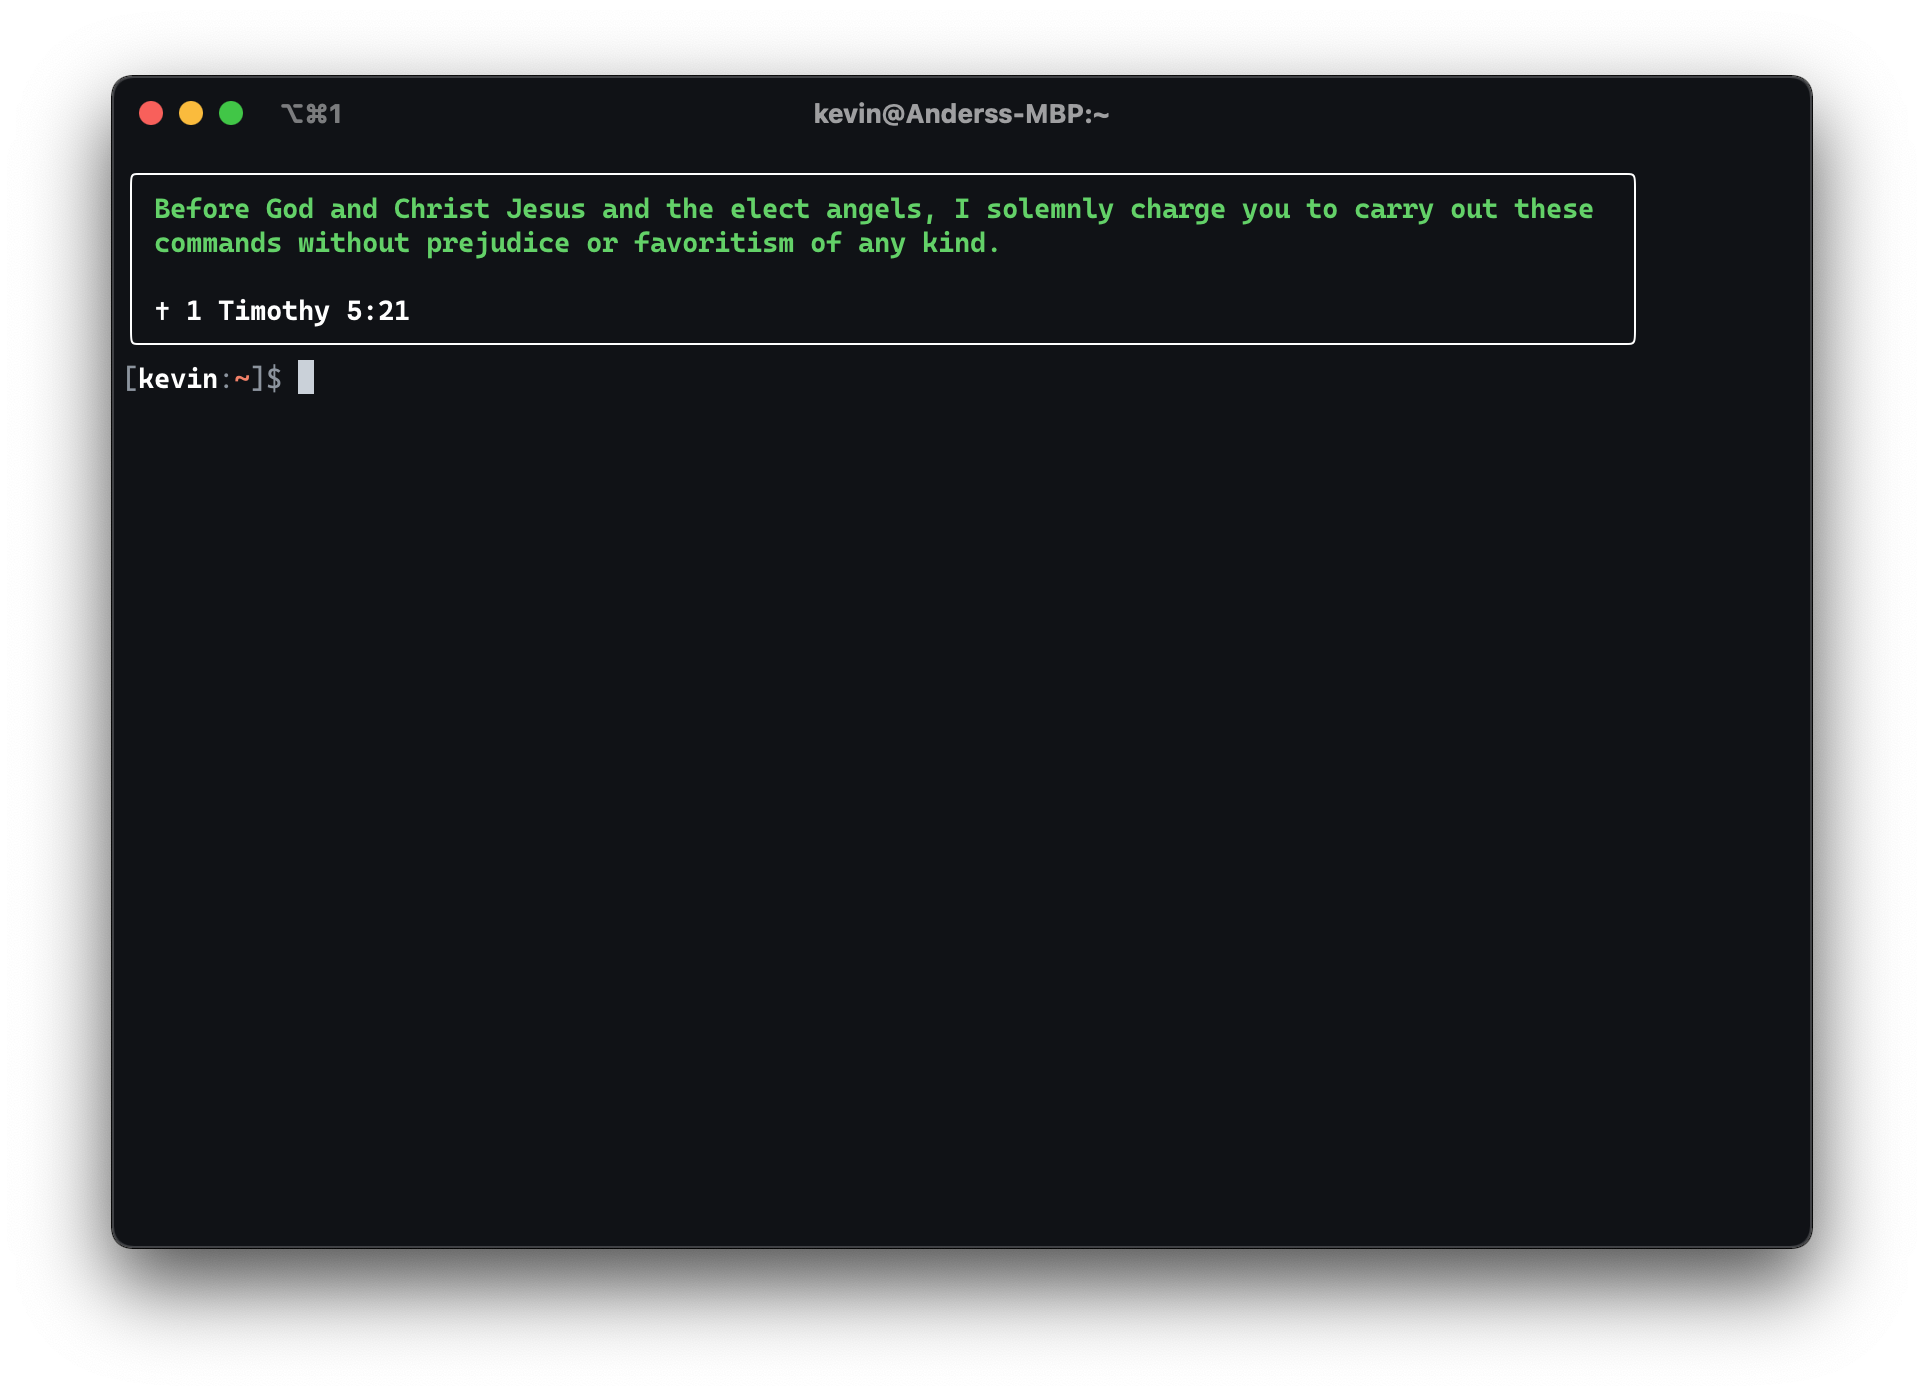 ⌥⌘1
kevin@Anderss-MBP:~
Before God and Christ Jesus and the elect angels, I solemnly charge you to carry out these
commands without prejudice or favoritism of any kind.
† 1 Timothy 5:21
[kevin:~]$